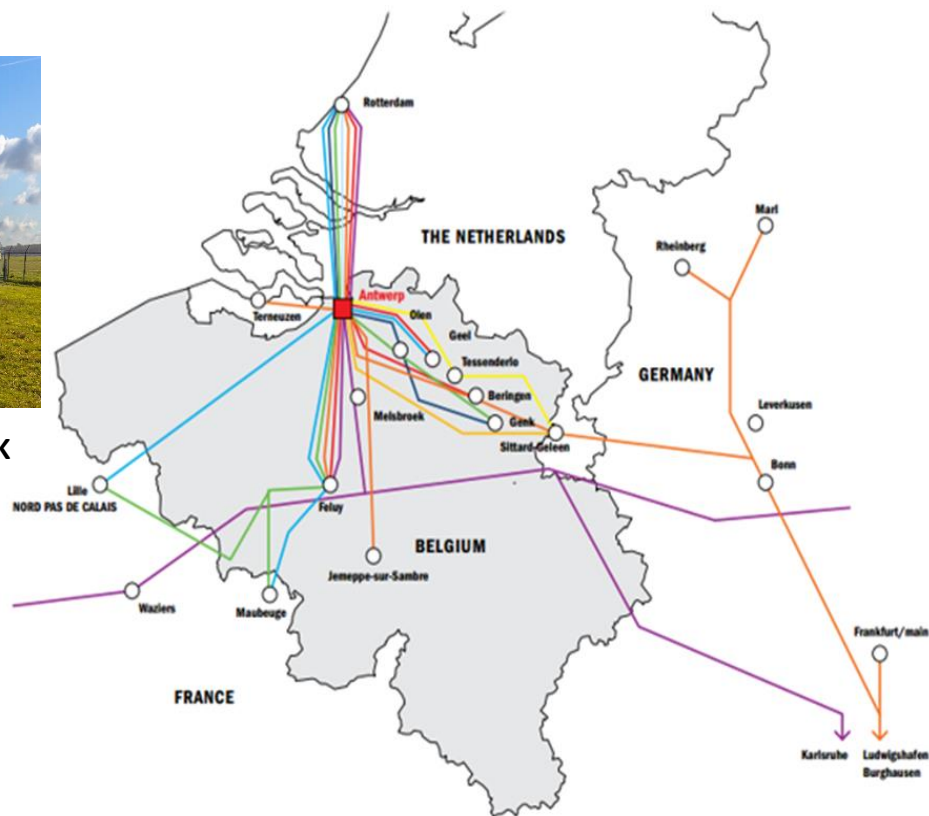 Rotterdam
Marl
THE NETHERLANDS
Rheinberg
Antwerp
Terneuzen
Olen
Geel
Tessenderlo
GERMANY
Beringen
Leverkusen
Melsbroek
Genk
K
Sittard-Geleen
Bonn
Lille
NORD PAS DE CALAIS
Feluy
BELGIUM
Jemeppe-sur-Sambre
Waziers
Maubeuge
Frankfurt/main
FRANCE
Karlsruhe
Ludwigshafen
Burghausen